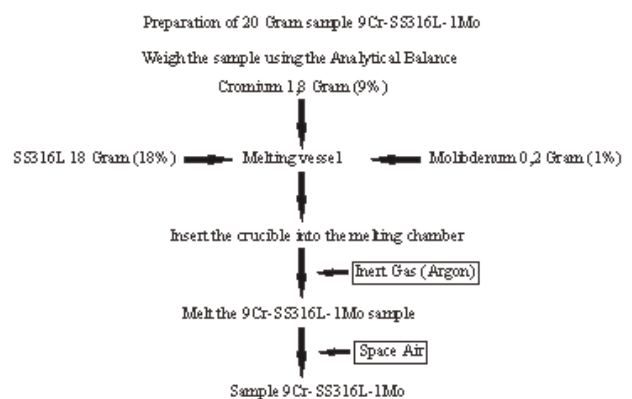 Preparation of 20 Gram sample 9Cr-SS316L-1Mo
Weigh the sample using the Analytical Balance
Cromium 1,8 Gram (9%)
SS316L 18 Gram (18%)
Melting vessel
Molibdenum 0,2 Gram (1%)
Insert the crucible into the melting chamber
Inert Gas (Argon)
Melt the 9Cr-SS316L-1Mo sample
Space Air
Sample 9Cr-SS316L-1Mo